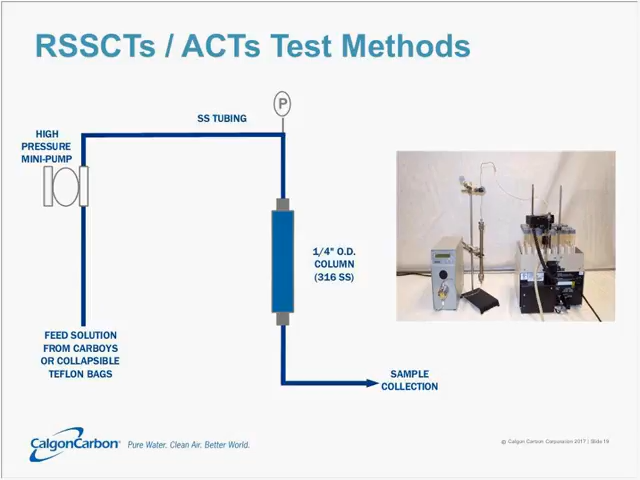 RSSCTs / ACTs Test Methods
P
SS TUBING
HIGH
PRESSURE
MINI-PUMP
1/4" O.D.
COLUMN
(316 SS)
FEED SOLUTION
FROM CARBOYS
OR COLLAPSIBLE
TEFLON BAGS
SAMPLE
COLLECTION
CalgonCarbon® Pure Water. Clean Air. Better World.
© Calgon Carbon Corporation 2017 | Slide 19